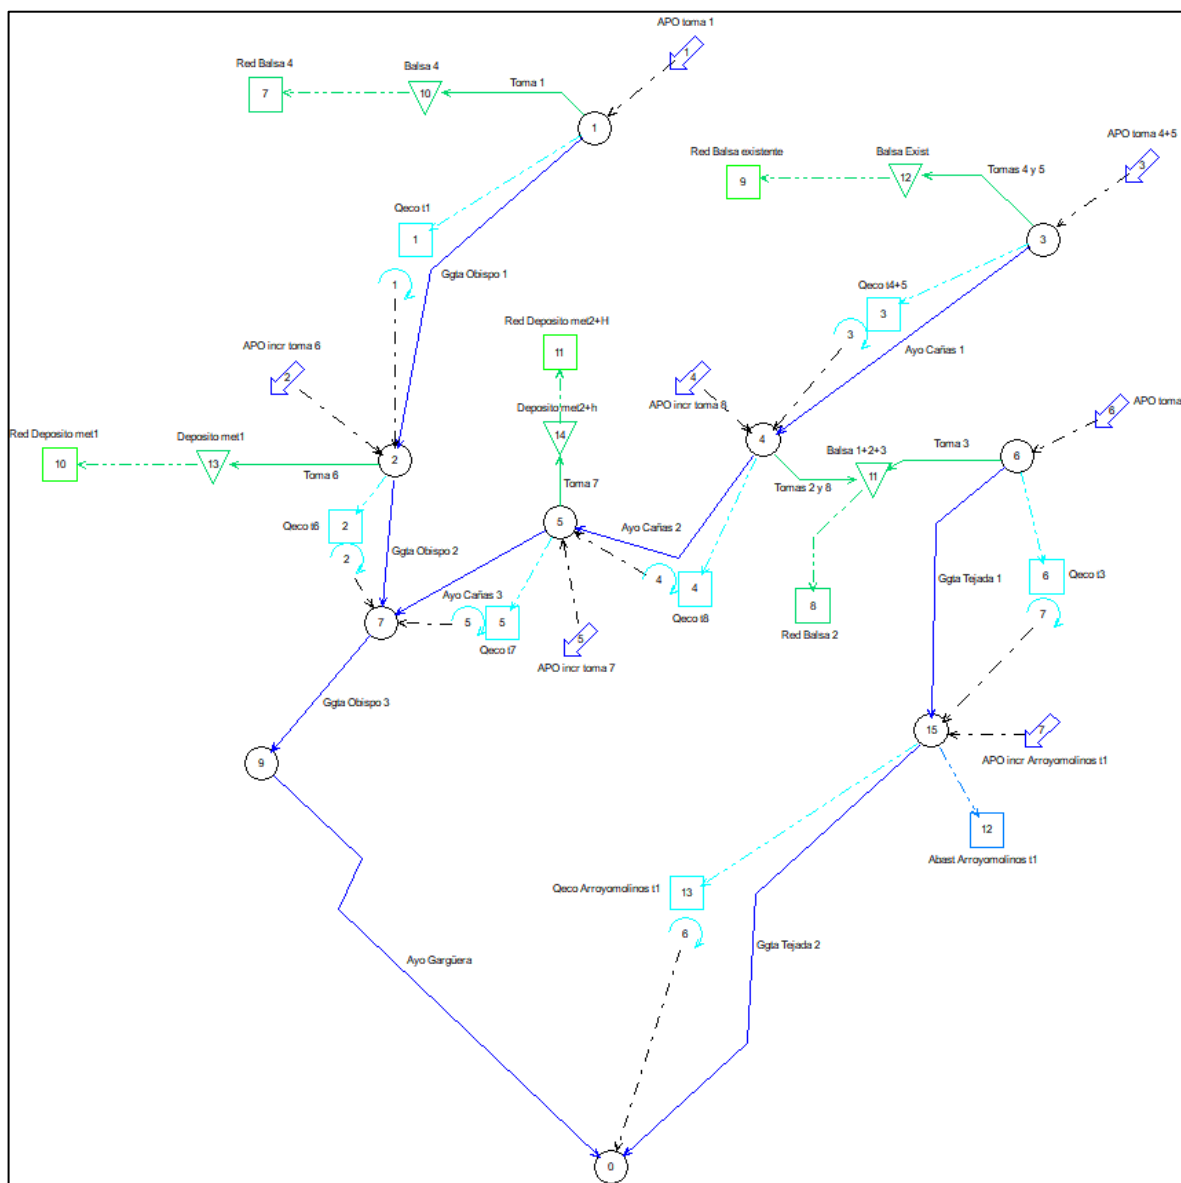 APO toma 1
1
Red Balsa 4
Balsa 4
Toma 1
7
10
1
APO toma 4+5
Red Balsa existente
Balsa Exist
3
9
12
Tomas 4 y 5
Qeco t1
1
3
Ggta Obispo 1
1
Qeco t4+5
3
Red Deposito met2+H
3
APO incr toma 6
11
Ayo Cañas 1
2
4
APO incr toma 8
6
APO toma
Deposito met2+h
Red Deposito met1
Deposito met1
14
4
Balsa 1+2+3
Toma 3
10
13
2
6
Toma 6
11
Toma 7
Tomas 2 y 8
Qeco t6
2
5
Ayo Cañas 2
Ggta Obispo 2
2
4
4
Ggta Tejada 1
6
Qeco t3
Ayo Cañas 3
8
7
7
5
5
Qeco t8
Red Balsa 2
5
Qeco t7
APO incr toma 7
Ggta Obispo 3
15
7
APO incr Arroyomolinos t1
9
12
Abast Arroyomolinos t1
Qeco Arroyomolinos t1
13
6
Ggta Tejada 2
Ayo Gargüera
0